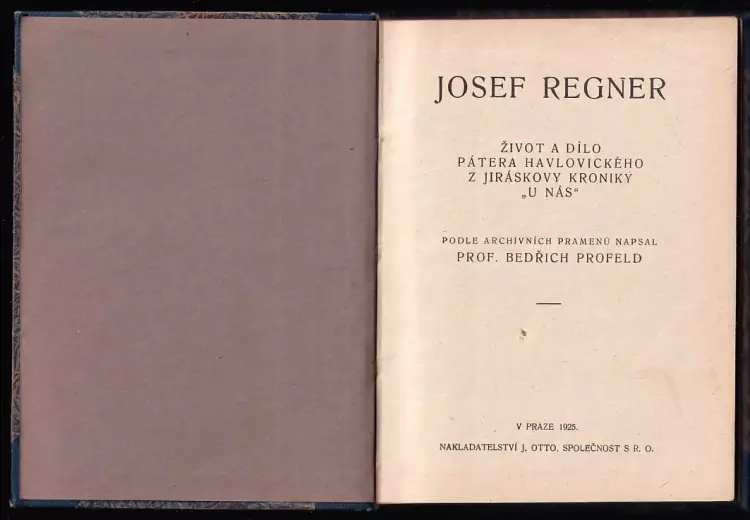 JOSEF REGNER
ŽIVOT A DÍLO
PÁTERA HAVLOVICKÉHO
Z JIRÁSKOVY KRONIKY
„U NÁS“
PODLE ARCHIVNÍCH PRAMENŮ NAPSAL
PROF. BEDŘICH PROFELD
V PRAZE 1925.
NAKLADATELSTVÍ J. OTTO, SPOLEČNOST S R. O.